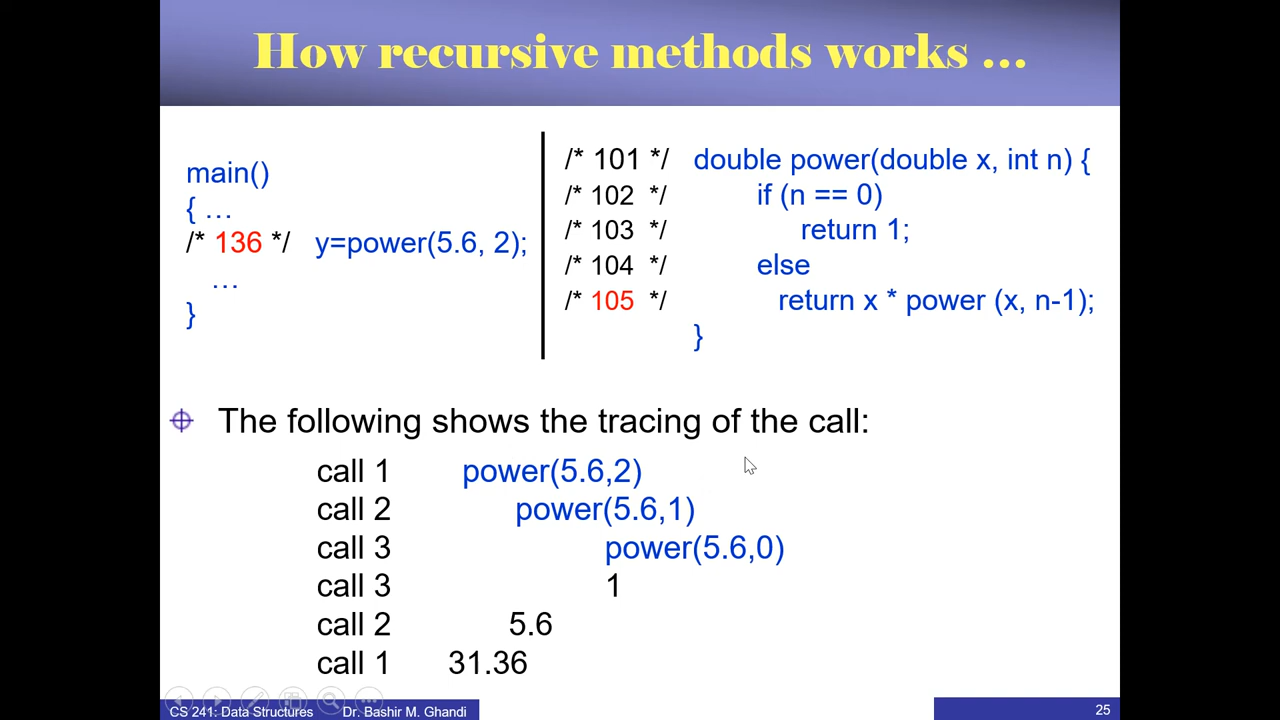 How recursive methods works ...
main()
{ ...
/* 136 */ y=power(5.6, 2);
...
}
/* 101 */ double power(double x, int n) {
/* 102 */ if (n == 0)
/* 103 */ return 1;
/* 104 */ else
/* 105 */ return x * power (x, n-1);
}
The following shows the tracing of the call:
call 1 power(5.6,2)
call 2 power(5.6,1)
call 3 power(5.6,0)
call 3 1
call 2 5.6
call 1 31.36
CS 241: Data Structures Dr. Bashir M. Ghandi
25